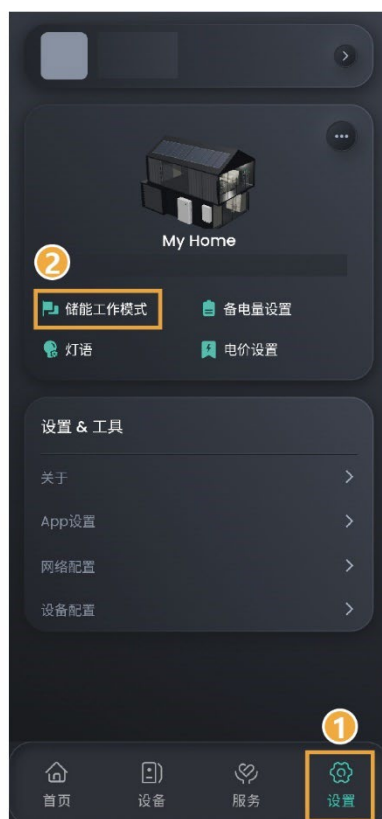 My Home
2
储能工作模式
备电量设置
灯语
电价设置
设置 & 工具
关于
App设置
网络配置
设备配置
1
首页
设备
服务
设置